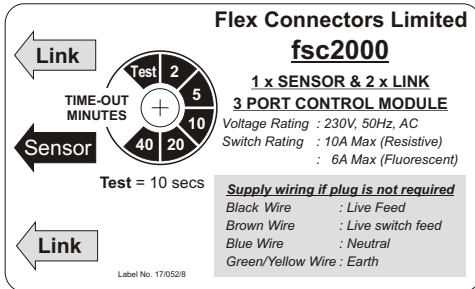 Flex Connectors Limited
fsc2000
1 x SENSOR & 2 x LINK
3 PORT CONTROL MODULE
Voltage Rating : 230V, 50Hz, AC
Switch Rating : 10A Max (Resistive)
: 6A Max (Fluorescent)
Supply wiring if plug is not required
Black Wire : Live Feed
Brown Wire : Live switch feed
Blue Wire : Neutral
Green/Yellow Wire : Earth
Link
Sensor
Link
TIME-OUT
MINUTES
Test
2
5
10
20
40
Test = 10 secs
Label No. 17/052/8